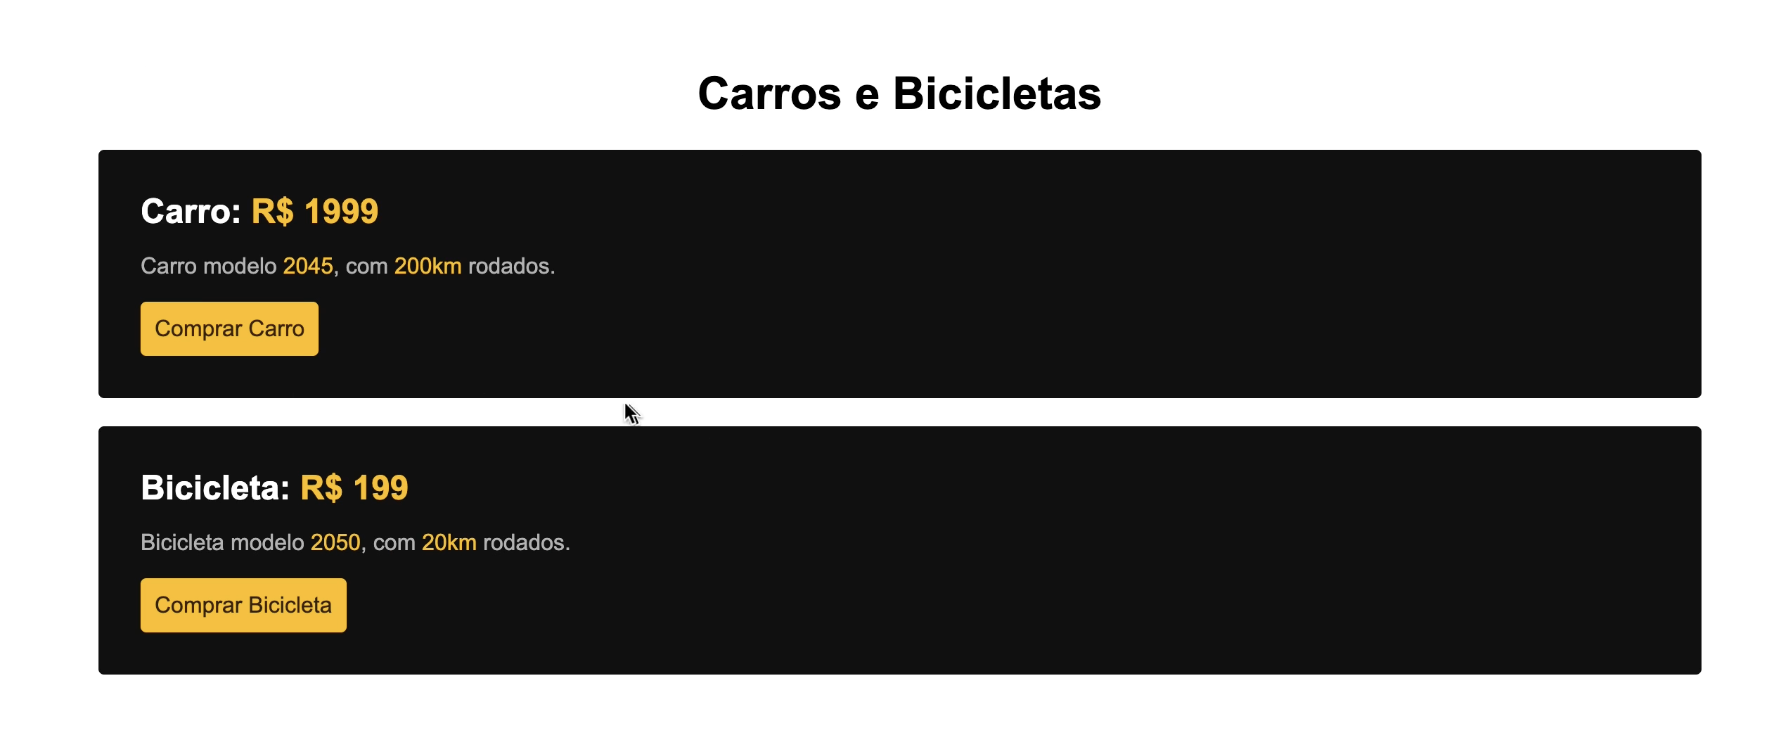 Carros e Bicicletas
Carro: R$ 1999
Carro modelo 2045, com 200km rodados.
Comprar Carro
Bicicleta: R$ 199
Bicicleta modelo 2050, com 20km rodados.
Comprar Bicicleta